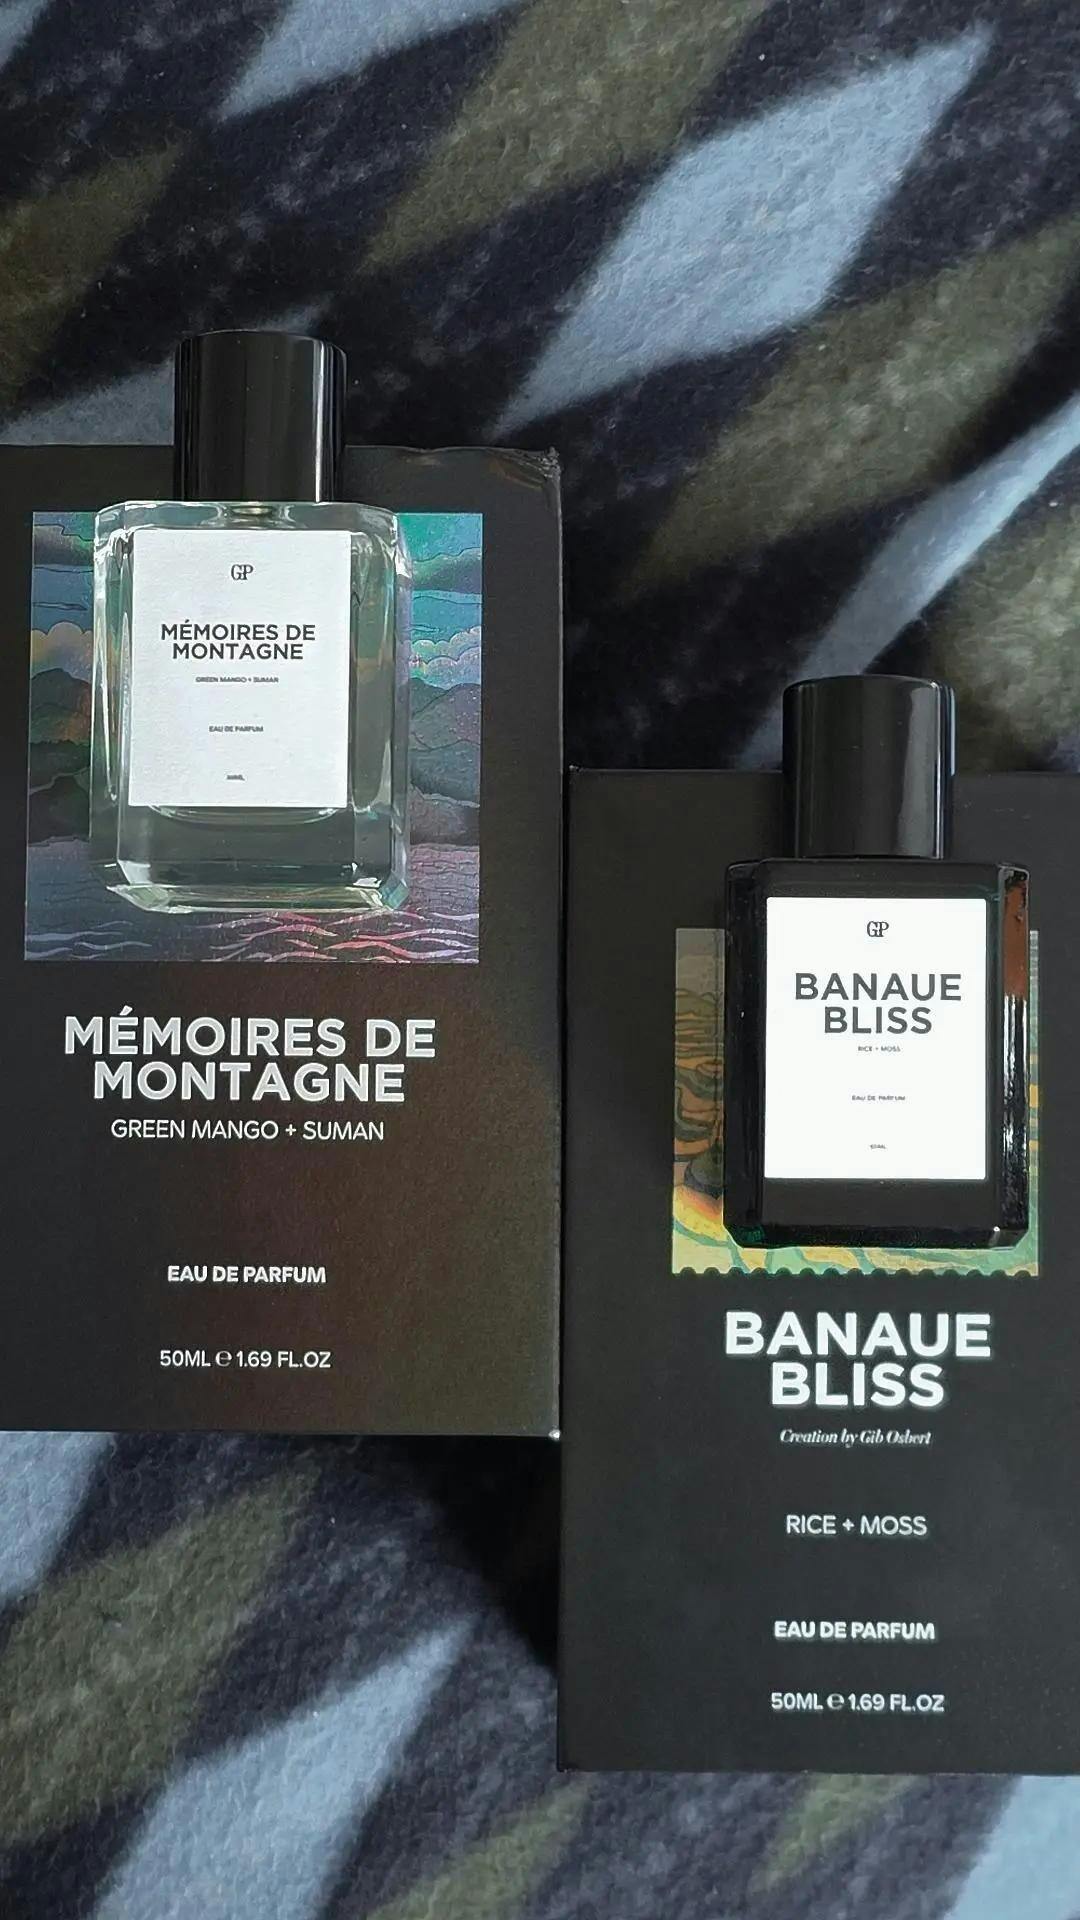 GP
MÉMOIRES DE
MONTAGNE
GREEN MANGO + SUMAN
EAU DE PARFUM
MÉMOIRES DE
MONTAGNE
GREEN MANGO + SUMAN
EAU DE PARFUM
50ML ℮ 1.69 FL.OZ
GP
BANAUE
BLISS
RICE + MOSS
EAU DE PARFUM
50ML
BANAUE
BLISS
Creation by Gib Osbert
RICE + MOSS
EAU DE PARFUM
50ML ℮ 1.69 FL.OZ